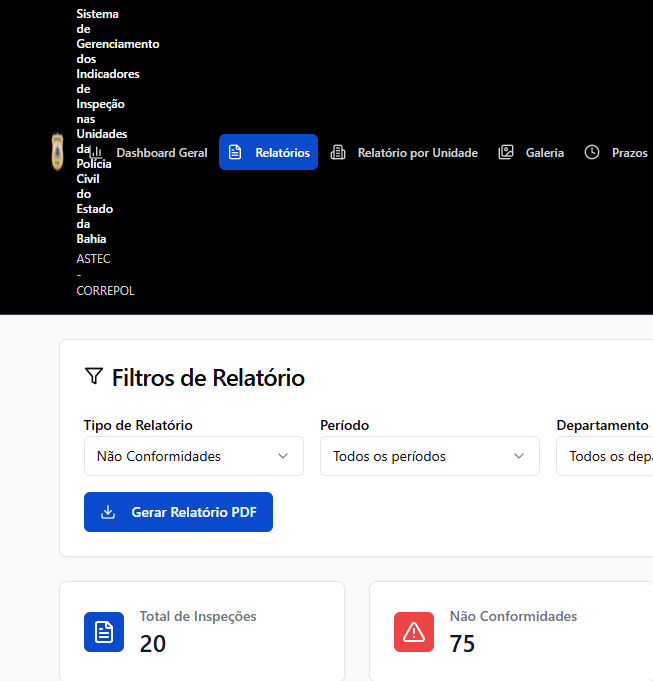 Sistema
de
Gerenciamento
dos
Indicadores
de
Inspeção
nas
Unidades
da
Polícia
Civil
do
Estado
da
Bahia
ASTEC
-
CORREPOL
Dashboard Geral
Relatórios
Relatório por Unidade
Galeria
Prazos
Filtros de Relatório
Tipo de Relatório
Período
Departamento
Não Conformidades
Todos os períodos
Todos os depa
Gerar Relatório PDF
Total de Inspeções
20
Não Conformidades
75